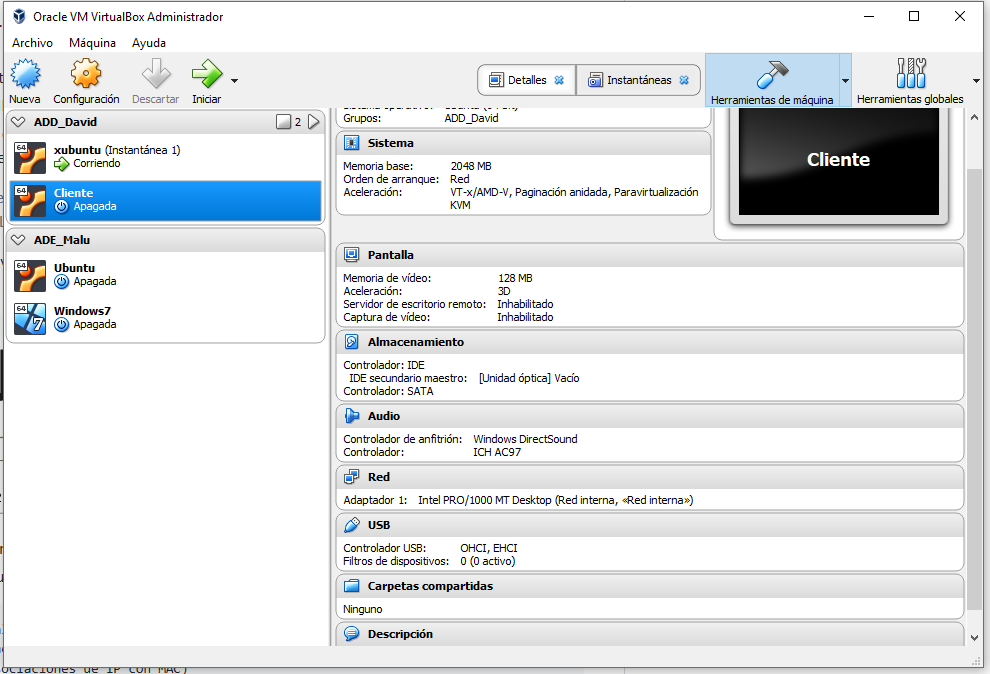 Oracle VM VirtualBox Administrador
Archivo Máquina Ayuda
Nueva Configuración Descartar Iniciar Detalles Instantáneas Herramientas de máquina Herramientas globales
ADD_David 2
64 xubuntu (Instantánea 1)
Corriendo
64 Cliente
Apagada
ADE_Malu
64 Ubuntu
Apagada
64 7 Windows7
Apagada
Grupos: ADD_David
Sistema
Memoria base: 2048 MB
Orden de arranque: Red
Aceleración: VT-x/AMD-V, Paginación anidada, Paravirtualización
KVM
Cliente
Pantalla
Memoria de vídeo: 128 MB
Aceleración: 3D
Servidor de escritorio remoto: Inhabilitado
Captura de vídeo: Inhabilitado
Almacenamiento
Controlador: IDE
IDE secundario maestro: [Unidad óptica] Vacío
Controlador: SATA
Audio
Controlador de anfitrión: Windows DirectSound
Controlador: ICH AC97
Red
Adaptador 1: Intel PRO/1000 MT Desktop (Red interna, «Red interna»)
USB
Controlador USB: OHCI, EHCI
Filtros de dispositivos: 0 (0 activo)
Carpetas compartidas
Ninguno
Descripción
ociaciones de IP con MAC)